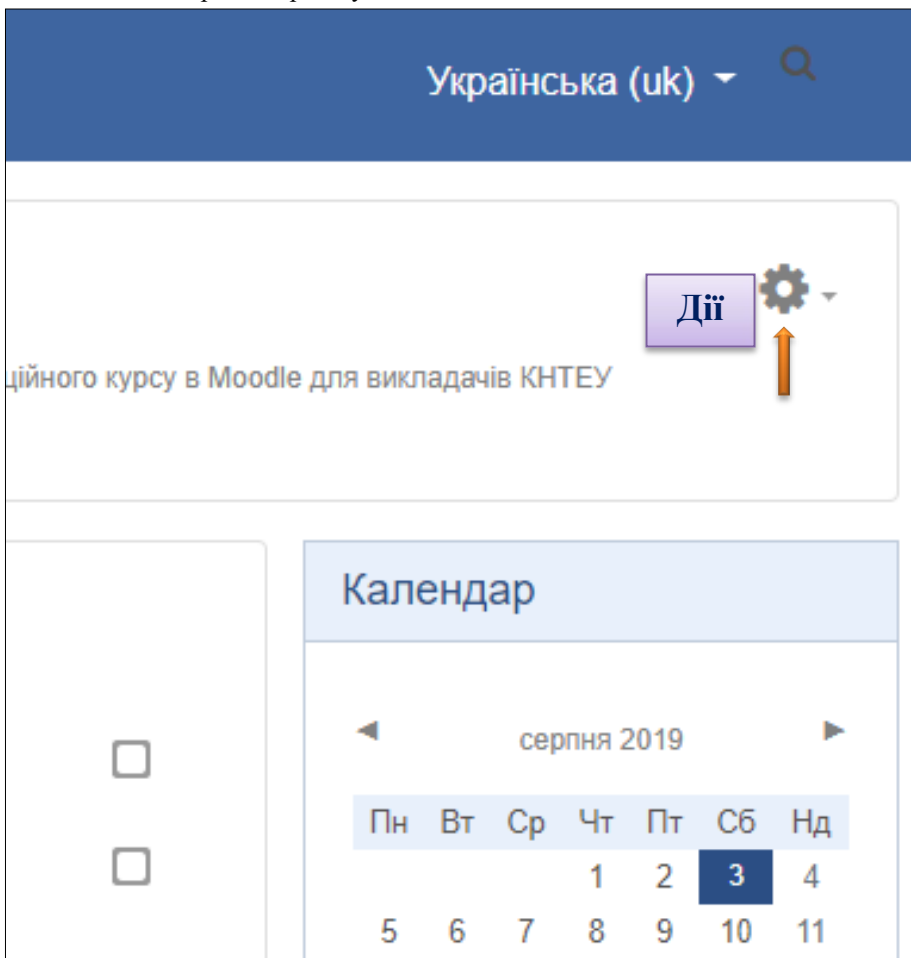 Українська (uk)
Дії
ційного курсу в Moodle для викладачів КНТЕУ
Календар
серпня 2019
Пн Вт Ср Чт Пт Сб Нд
1 2 3 4
5 6 7 8 9 10 11